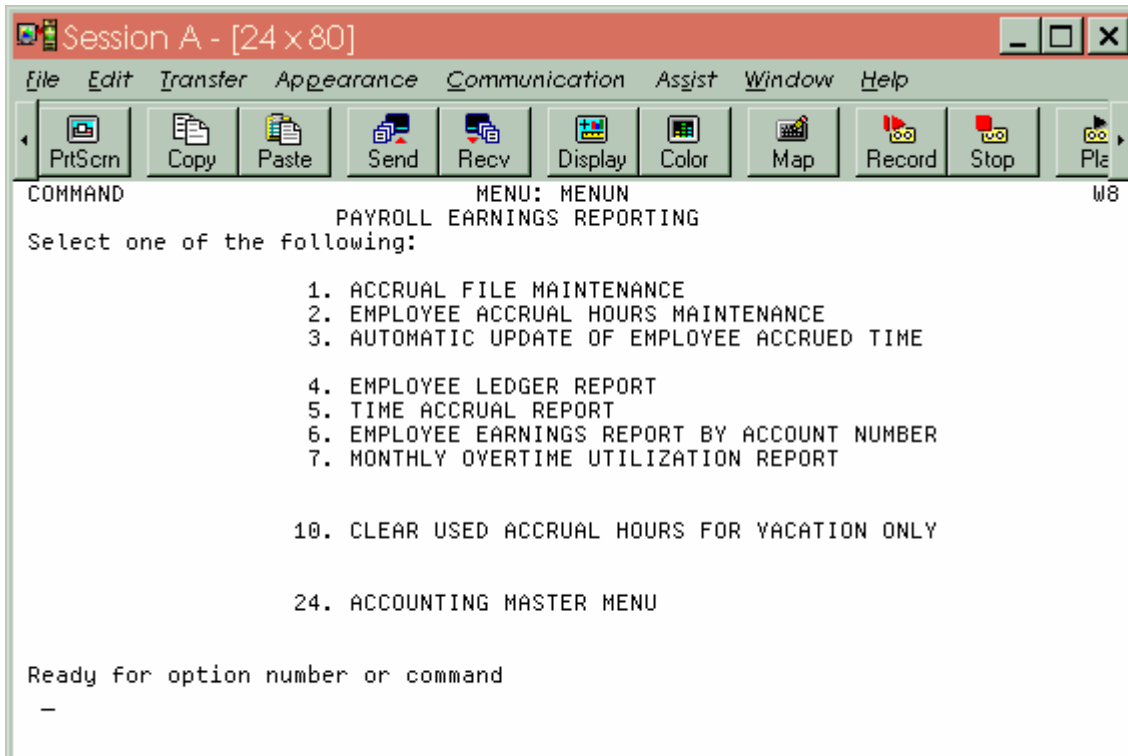 Session A - [24 x 80]
File Edit Transfer Appearance Communication Assist Window Help
PrtScrn Copy Paste Send Recv Display Color Map Record Stop Pla
COMMAND MENU: MENUN W8
PAYROLL EARNINGS REPORTING
Select one of the following:
1. ACCRUAL FILE MAINTENANCE
2. EMPLOYEE ACCRUAL HOURS MAINTENANCE
3. AUTOMATIC UPDATE OF EMPLOYEE ACCRUED TIME
4. EMPLOYEE LEDGER REPORT
5. TIME ACCRUAL REPORT
6. EMPLOYEE EARNINGS REPORT BY ACCOUNT NUMBER
7. MONTHLY OVERTIME UTILIZATION REPORT
10. CLEAR USED ACCRUAL HOURS FOR VACATION ONLY
24. ACCOUNTING MASTER MENU
Ready for option number or command